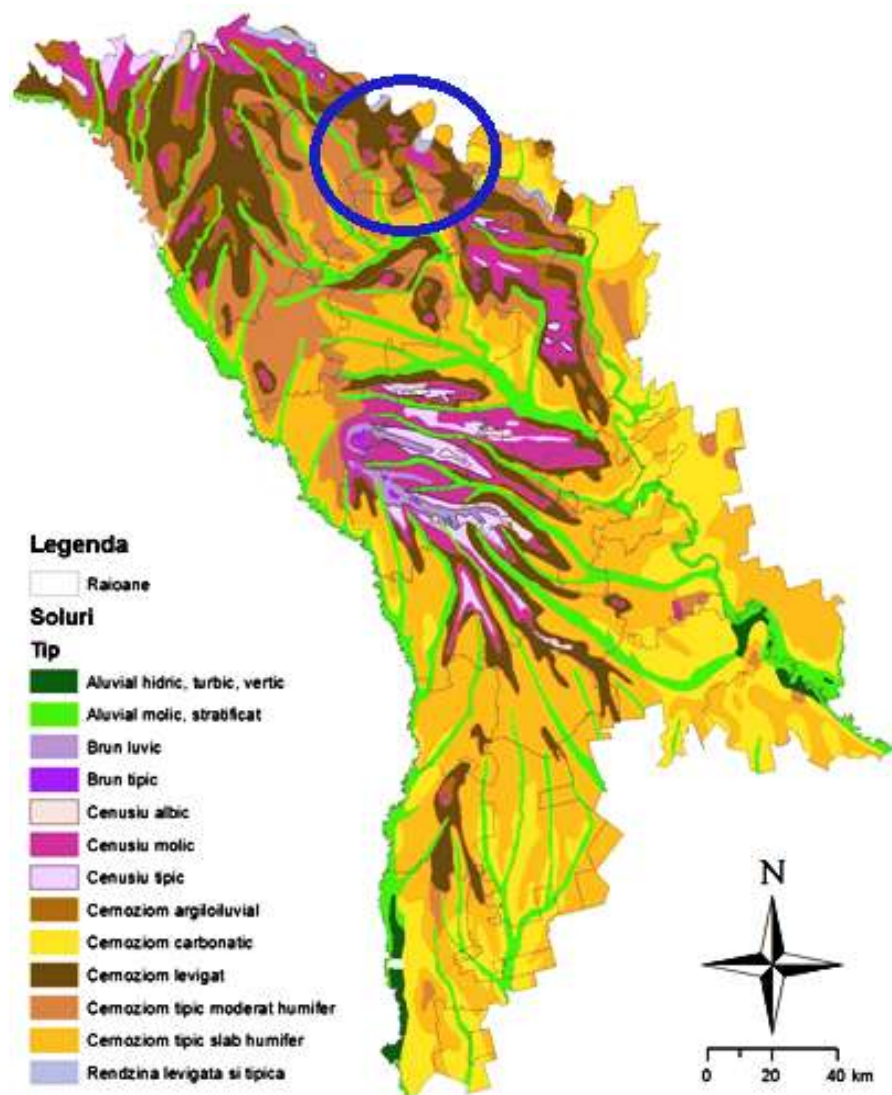 Legenda
Raioane
Soluri
Tip
Aluvial hidric, turbic, vertic
Aluvial molic, stratificat
Brun luvic
Brun tipic
Cenusiu albic
Cenusiu molic
Cenusiu tipic
Cernoziom argiloiluvial
Cernoziom carbonatic
Cernoziom levigat
Cernoziom tipic moderat humifer
Cernoziom tipic slab humifer
Rendzina levigata si tipica
N
0 20 40 km